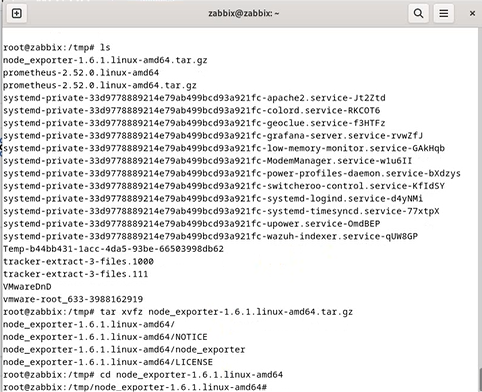 zabbix@zabbix: ~
root@zabbix:/tmp# ls
node_exporter-1.6.1.linux-amd64.tar.gz
prometheus-2.52.0.linux-amd64
prometheus-2.52.0.linux-amd64.tar.gz
systemd-private-33d9778889214e79ab499bcd93a921fc-apache2.service-Jt2Ztd
systemd-private-33d9778889214e79ab499bcd93a921fc-colord.service-RKCOT6
systemd-private-33d9778889214e79ab499bcd93a921fc-geoclue.service-f3HTFz
systemd-private-33d9778889214e79ab499bcd93a921fc-grafana-server.service-rvwZfJ
systemd-private-33d9778889214e79ab499bcd93a921fc-low-memory-monitor.service-GAkHqb
systemd-private-33d9778889214e79ab499bcd93a921fc-ModemManager.service-w1u6II
systemd-private-33d9778889214e79ab499bcd93a921fc-power-profiles-daemon.service-bXdzys
systemd-private-33d9778889214e79ab499bcd93a921fc-switcheroo-control.service-KfIdSY
systemd-private-33d9778889214e79ab499bcd93a921fc-systemd-logind.service-d4yNMi
systemd-private-33d9778889214e79ab499bcd93a921fc-systemd-timesyncd.service-77xtpX
systemd-private-33d9778889214e79ab499bcd93a921fc-upower.service-OmdBEP
systemd-private-33d9778889214e79ab499bcd93a921fc-wazuh-indexer.service-qUW8GP
Temp-b44bb431-1acc-4da5-93be-66503998db62
tracker-extract-3-files.1000
tracker-extract-3-files.111
VMwareDnD
vmware-root_633-3988162919
root@zabbix:/tmp# tar xvfz node_exporter-1.6.1.linux-amd64.tar.gz
node_exporter-1.6.1.linux-amd64/
node_exporter-1.6.1.linux-amd64/NOTICE
node_exporter-1.6.1.linux-amd64/node_exporter
node_exporter-1.6.1.linux-amd64/LICENSE
root@zabbix:/tmp# cd node_exporter-1.6.1.linux-amd64
root@zabbix:/tmp/node_exporter-1.6.1.linux-amd64#